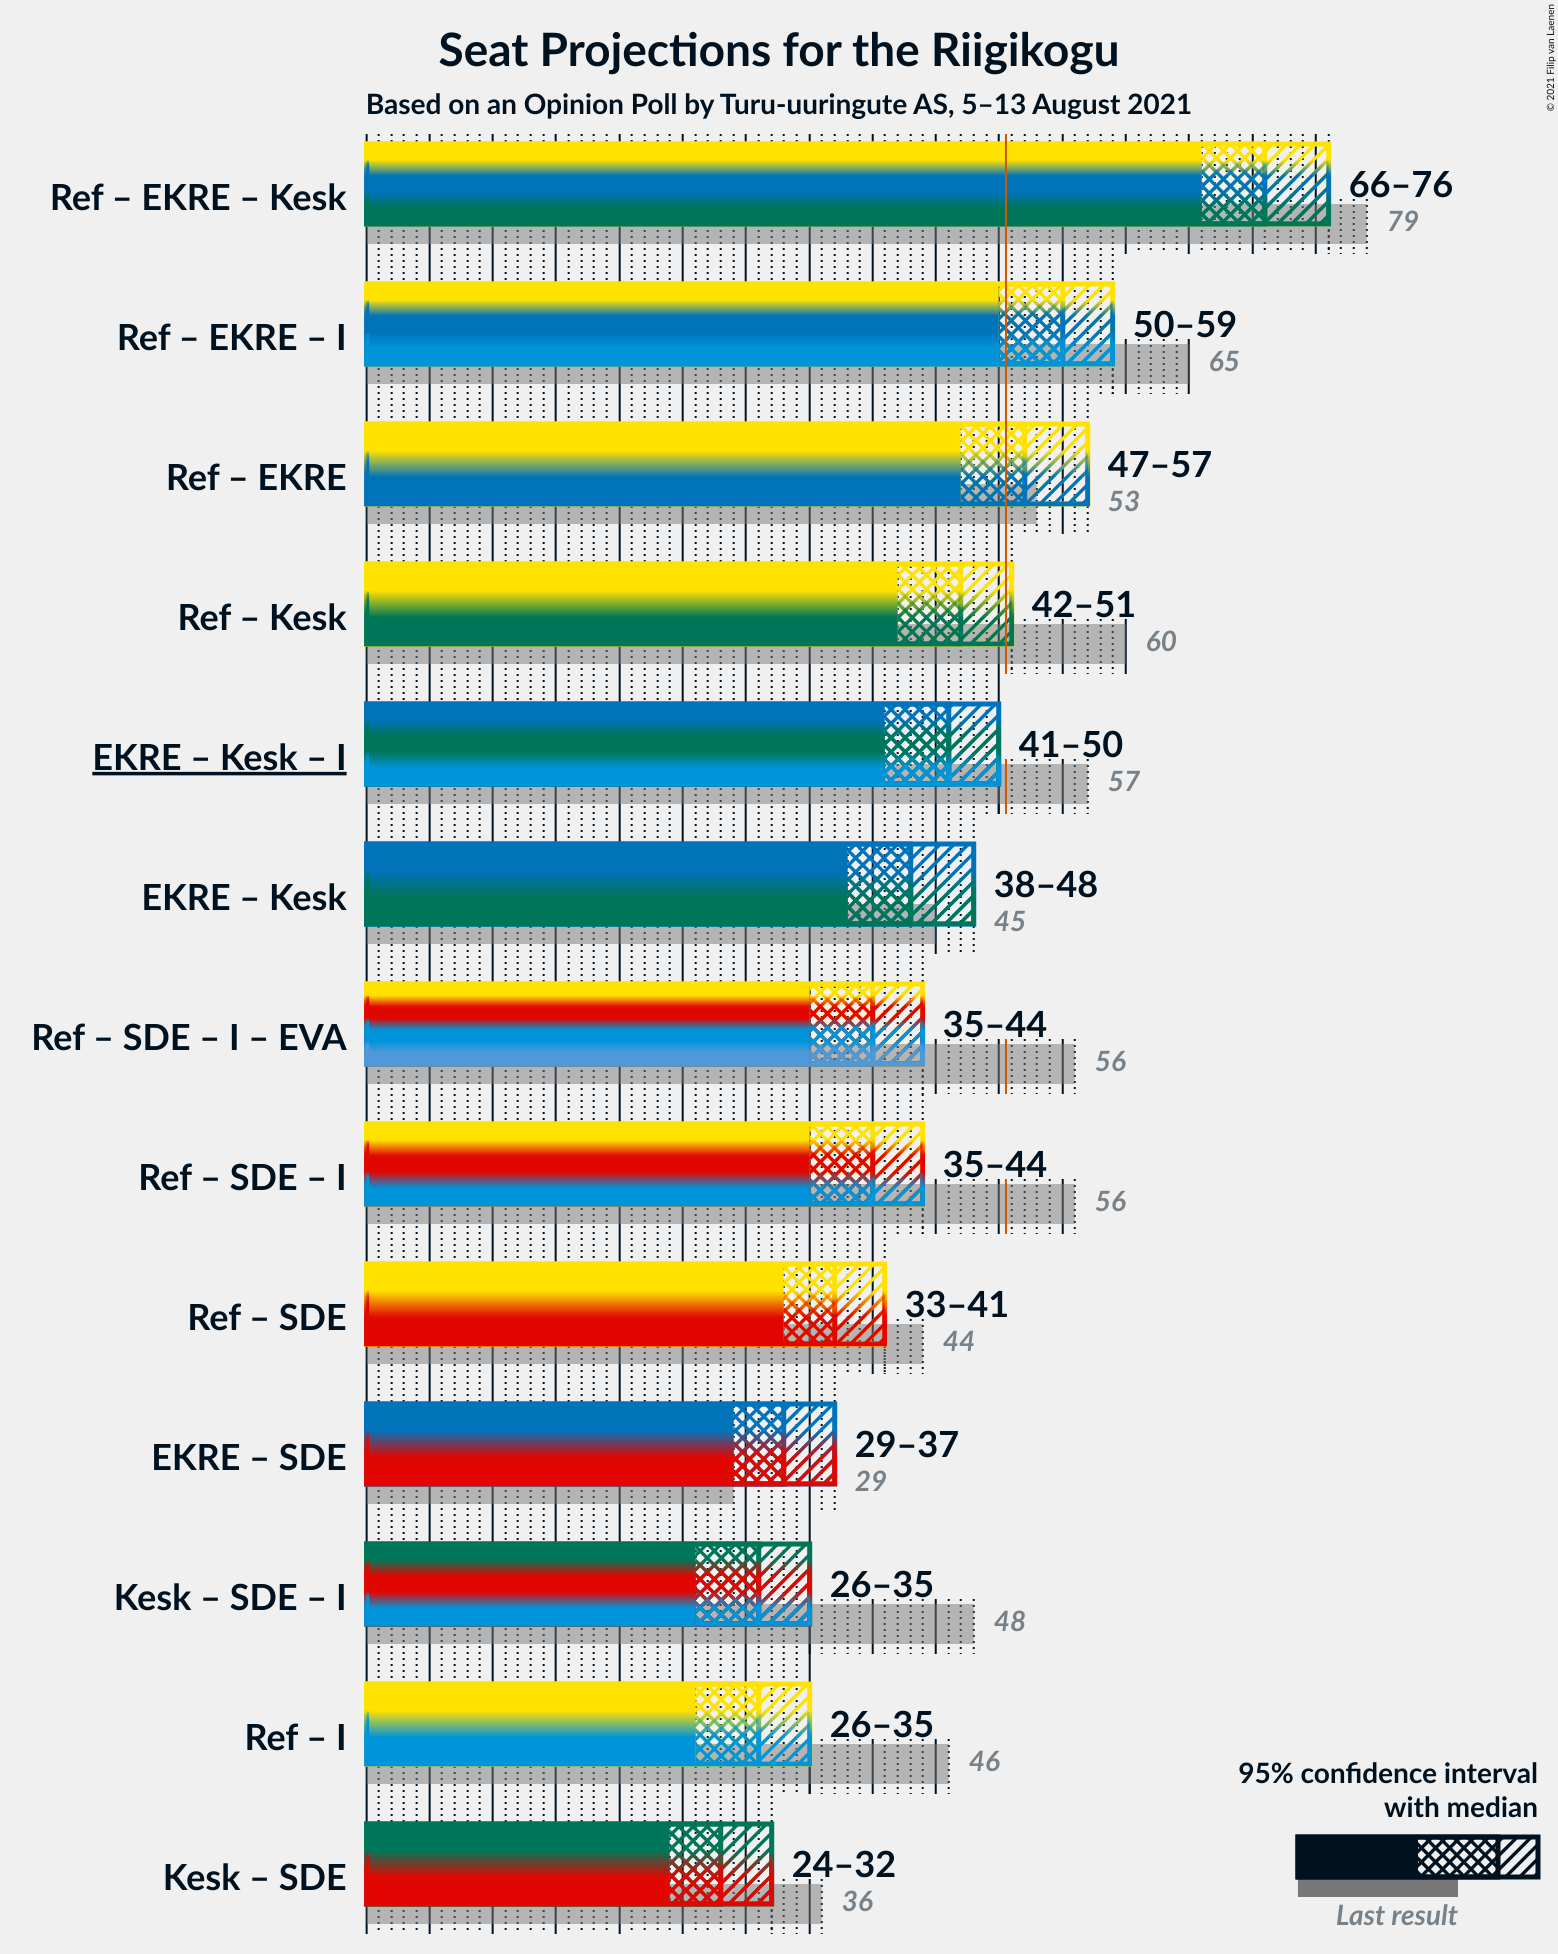 Seat Projections for the Riigikogu
Based on an Opinion Poll by Turu-uuringute AS, 5–13 August 2021
© 2021 Filip van Laenen
Ref – EKRE – Kesk
66–76
79
Ref – EKRE – I
50–59
65
Ref – EKRE
47–57
53
Ref – Kesk
42–51
60
EKRE – Kesk – I
41–50
57
EKRE – Kesk
38–48
45
Ref – SDE – I – EVA
35–44
56
Ref – SDE – I
35–44
56
Ref – SDE
33–41
44
EKRE – SDE
29–37
29
Kesk – SDE – I
26–35
48
Ref – I
26–35
46
Kesk – SDE
24–32
36
95% confidence interval
with median
Last result